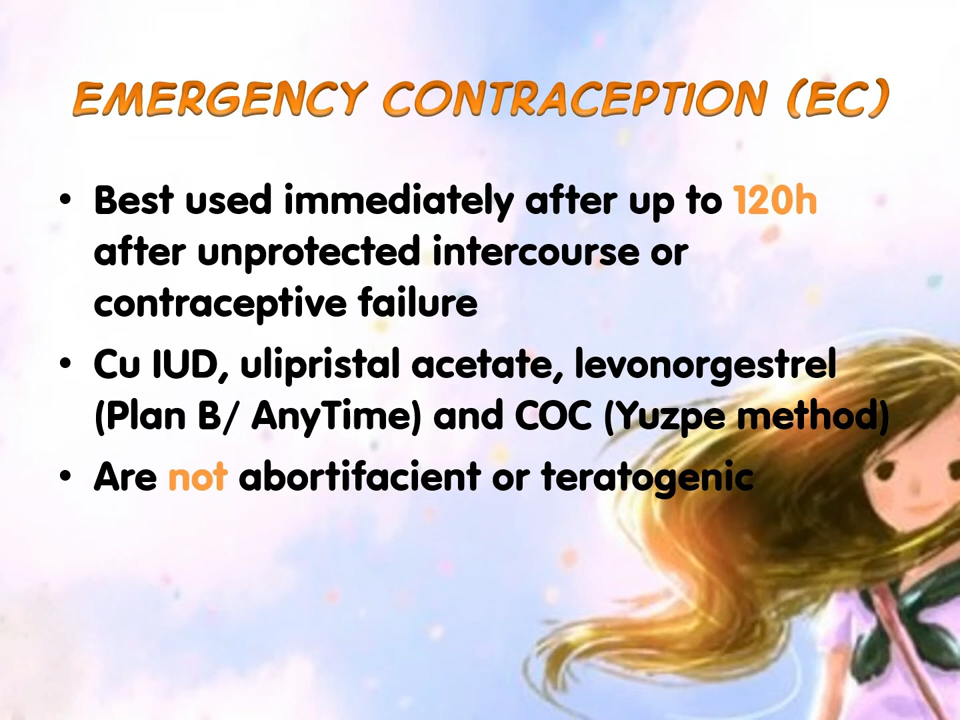 EMERGENCY CONTRACEPTION (EC)
• Best used immediately after up to 120h
after unprotected intercourse or
contraceptive failure
• Cu IUD, ulipristal acetate, levonorgestrel
(Plan B/ AnyTime) and COC (Yuzpe method)
• Are not abortifacient or teratogenic